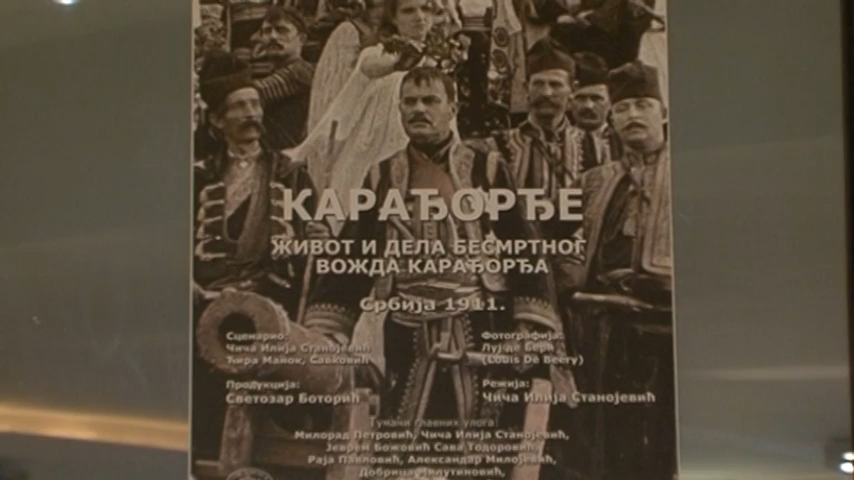 КАРАЂОРЂЕ
ЖИВОТ И ДЕЛА БЕСМРТНОГ
ВОЖДА КАРАЂОРЂА
Србија 1911.
Сценарио:
Чича Илија Станојевић
Ћира Манок, Савковић
Фотографија:
Луј де Бери
(Louis De Beery)
Продукција:
Светозар Боторић
Режија:
Чича Илија Станојевић
Тумачи главних улога:
Милорад Петровић, Чича Илија Станојевић,
Јеврем Божовић Сава Тодоровић,
Раја Павловић, Александар Милојевић,
Добрица Милутиновић,